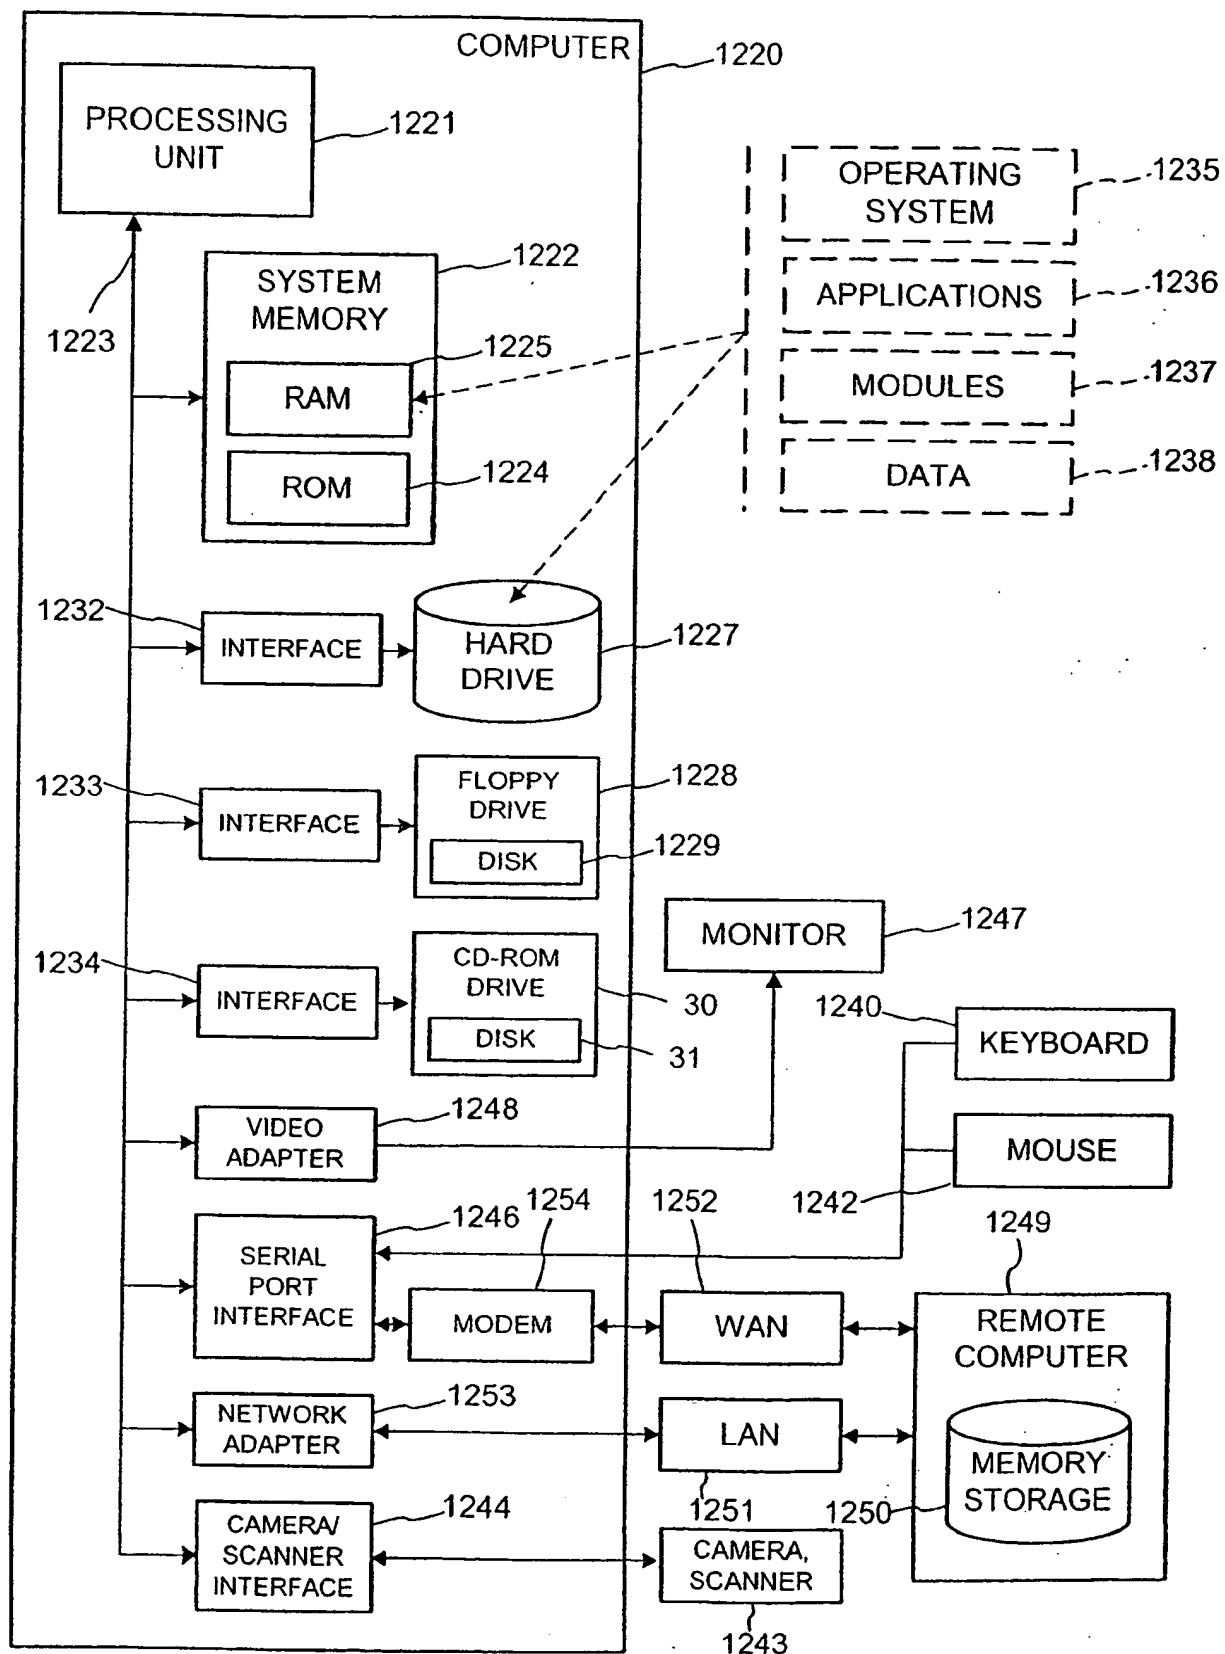 COMPUTER
1220
PROCESSING
UNIT
1221
1223
SYSTEM
MEMORY
1222
RAM
1225
ROM
1224
OPERATING
SYSTEM
1235
APPLICATIONS
1236
MODULES
1237
DATA
1238
1232
INTERFACE
HARD
DRIVE
1227
1233
INTERFACE
FLOPPY
DRIVE
1228
DISK
1229
1234
INTERFACE
CD-ROM
DRIVE
30
DISK
31
MONITOR
1247
1240
KEYBOARD
MOUSE
1242
VIDEO
ADAPTER
1248
1246
SERIAL
PORT
INTERFACE
1254
MODEM
1252
WAN
1249
REMOTE
COMPUTER
MEMORY
STORAGE
1250
NETWORK
ADAPTER
1253
LAN
1251
CAMERA/
SCANNER
INTERFACE
1244
CAMERA,
SCANNER
1243